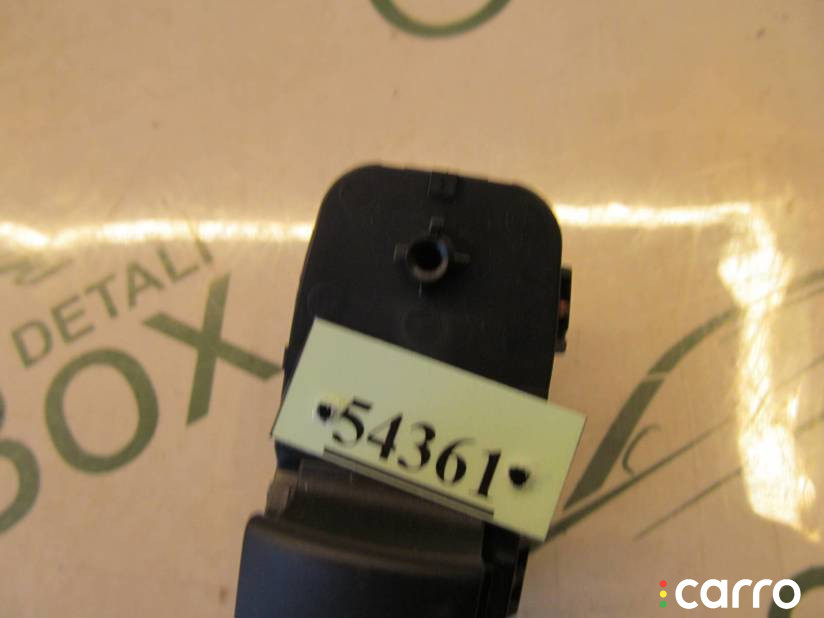 DETALI
BOX
54361
carro